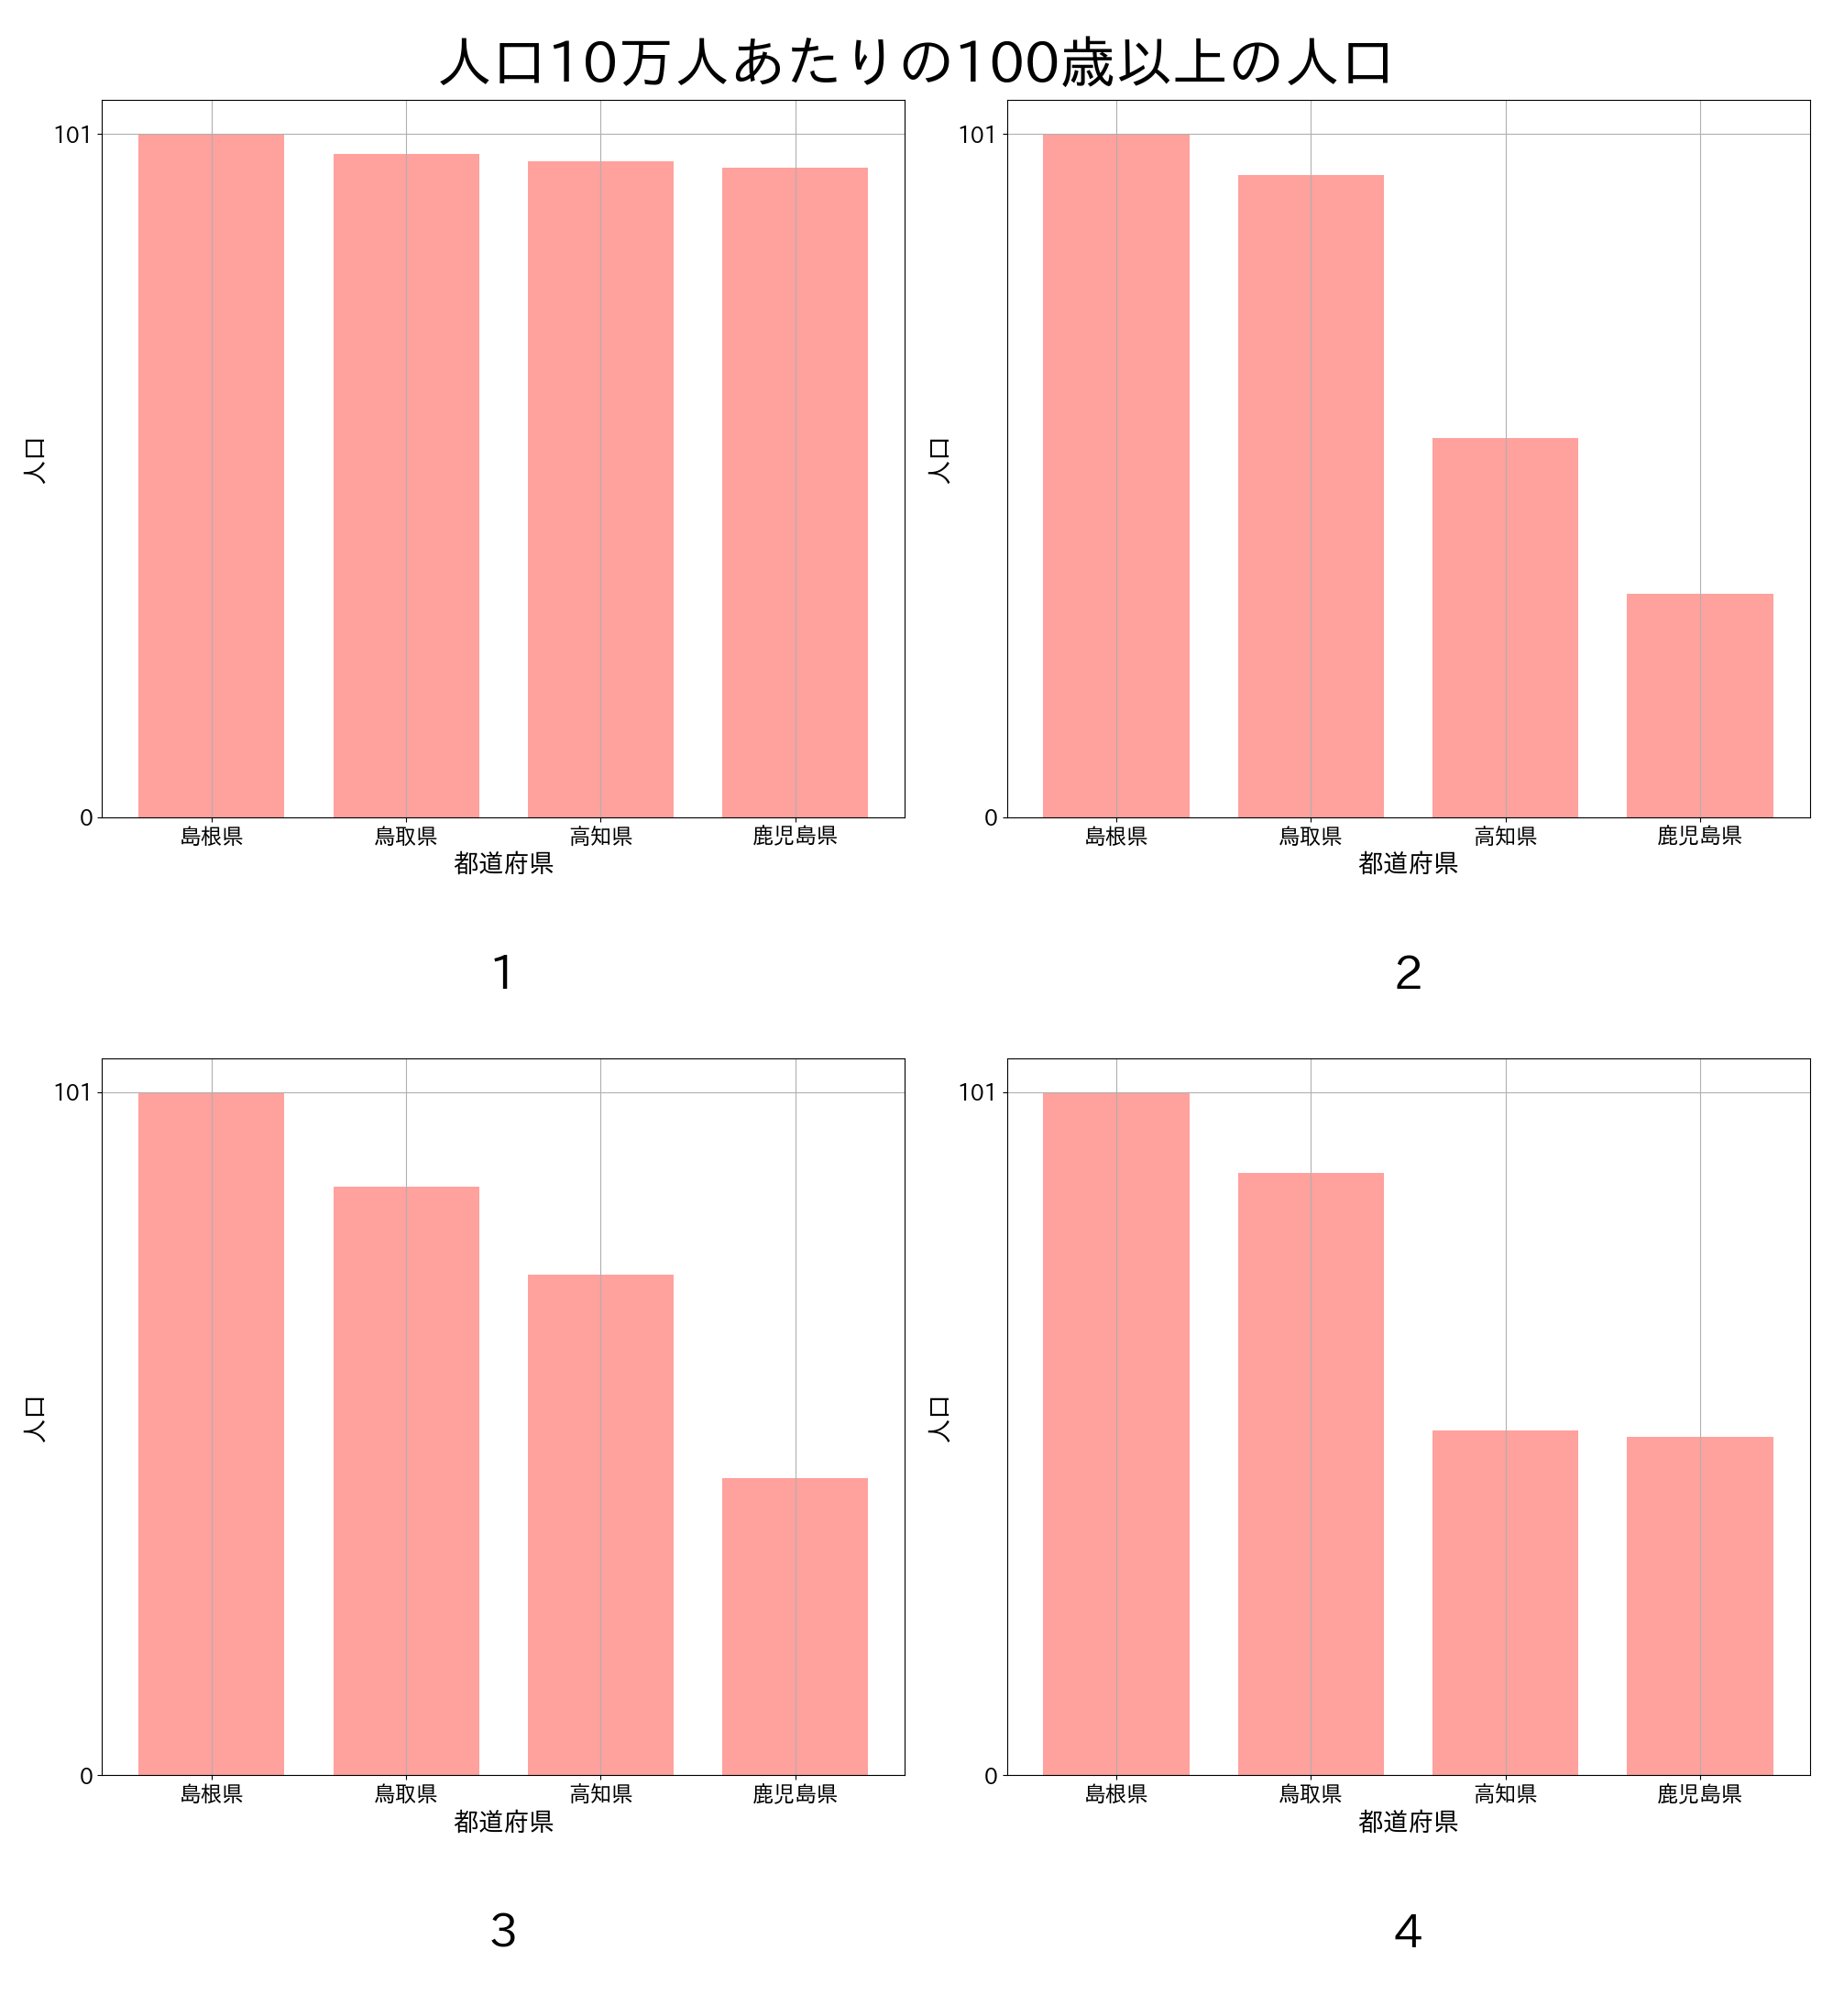 人口10万人あたりの100歳以上の人口
101
0
人口
島根県 鳥取県 高知県 鹿児島県
都道府県
1
101
0
人口
島根県 鳥取県 高知県 鹿児島県
都道府県
2
101
0
人口
島根県 鳥取県 高知県 鹿児島県
都道府県
3
101
0
人口
島根県 鳥取県 高知県 鹿児島県
都道府県
4